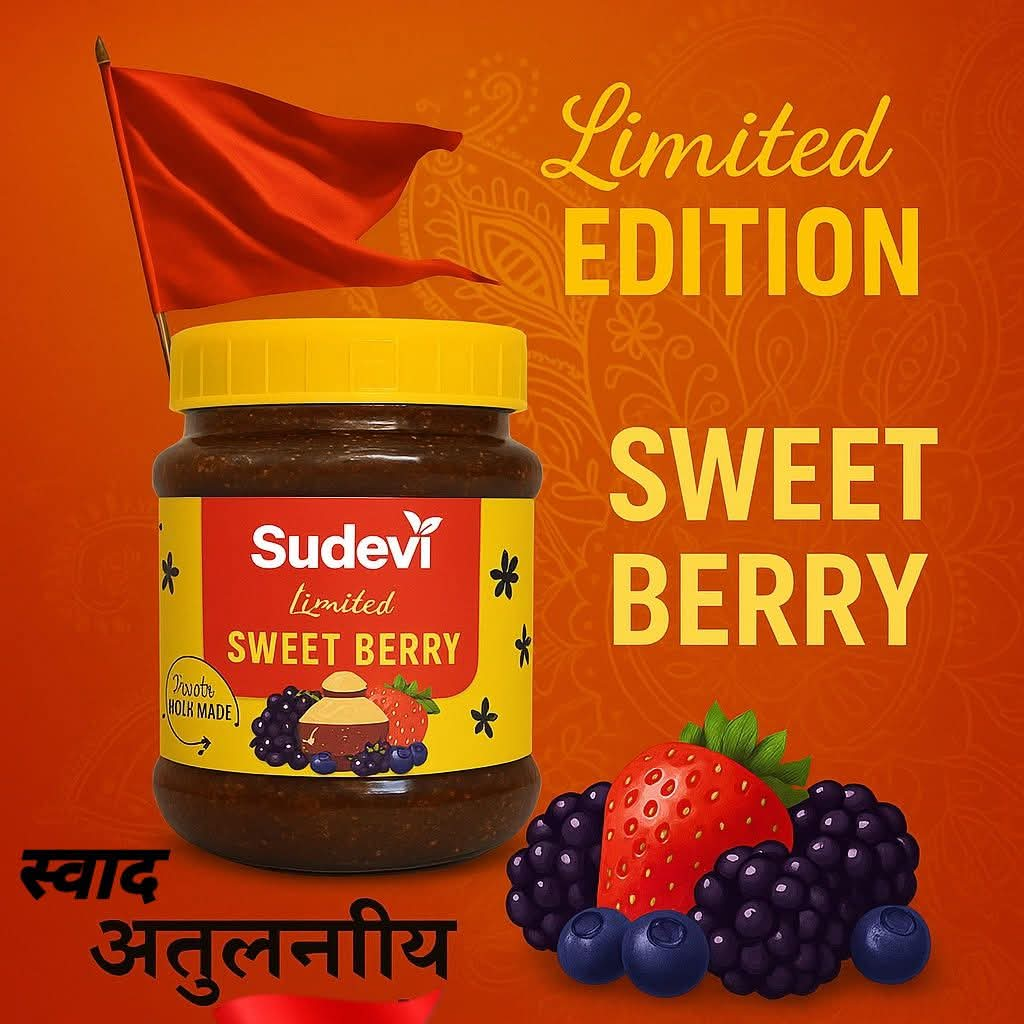 Limited
EDITION
SWEET
BERRY
Sudevi
Limited
SWEET BERRY
HOLK MADE
स्वाद
अतुलनाीय